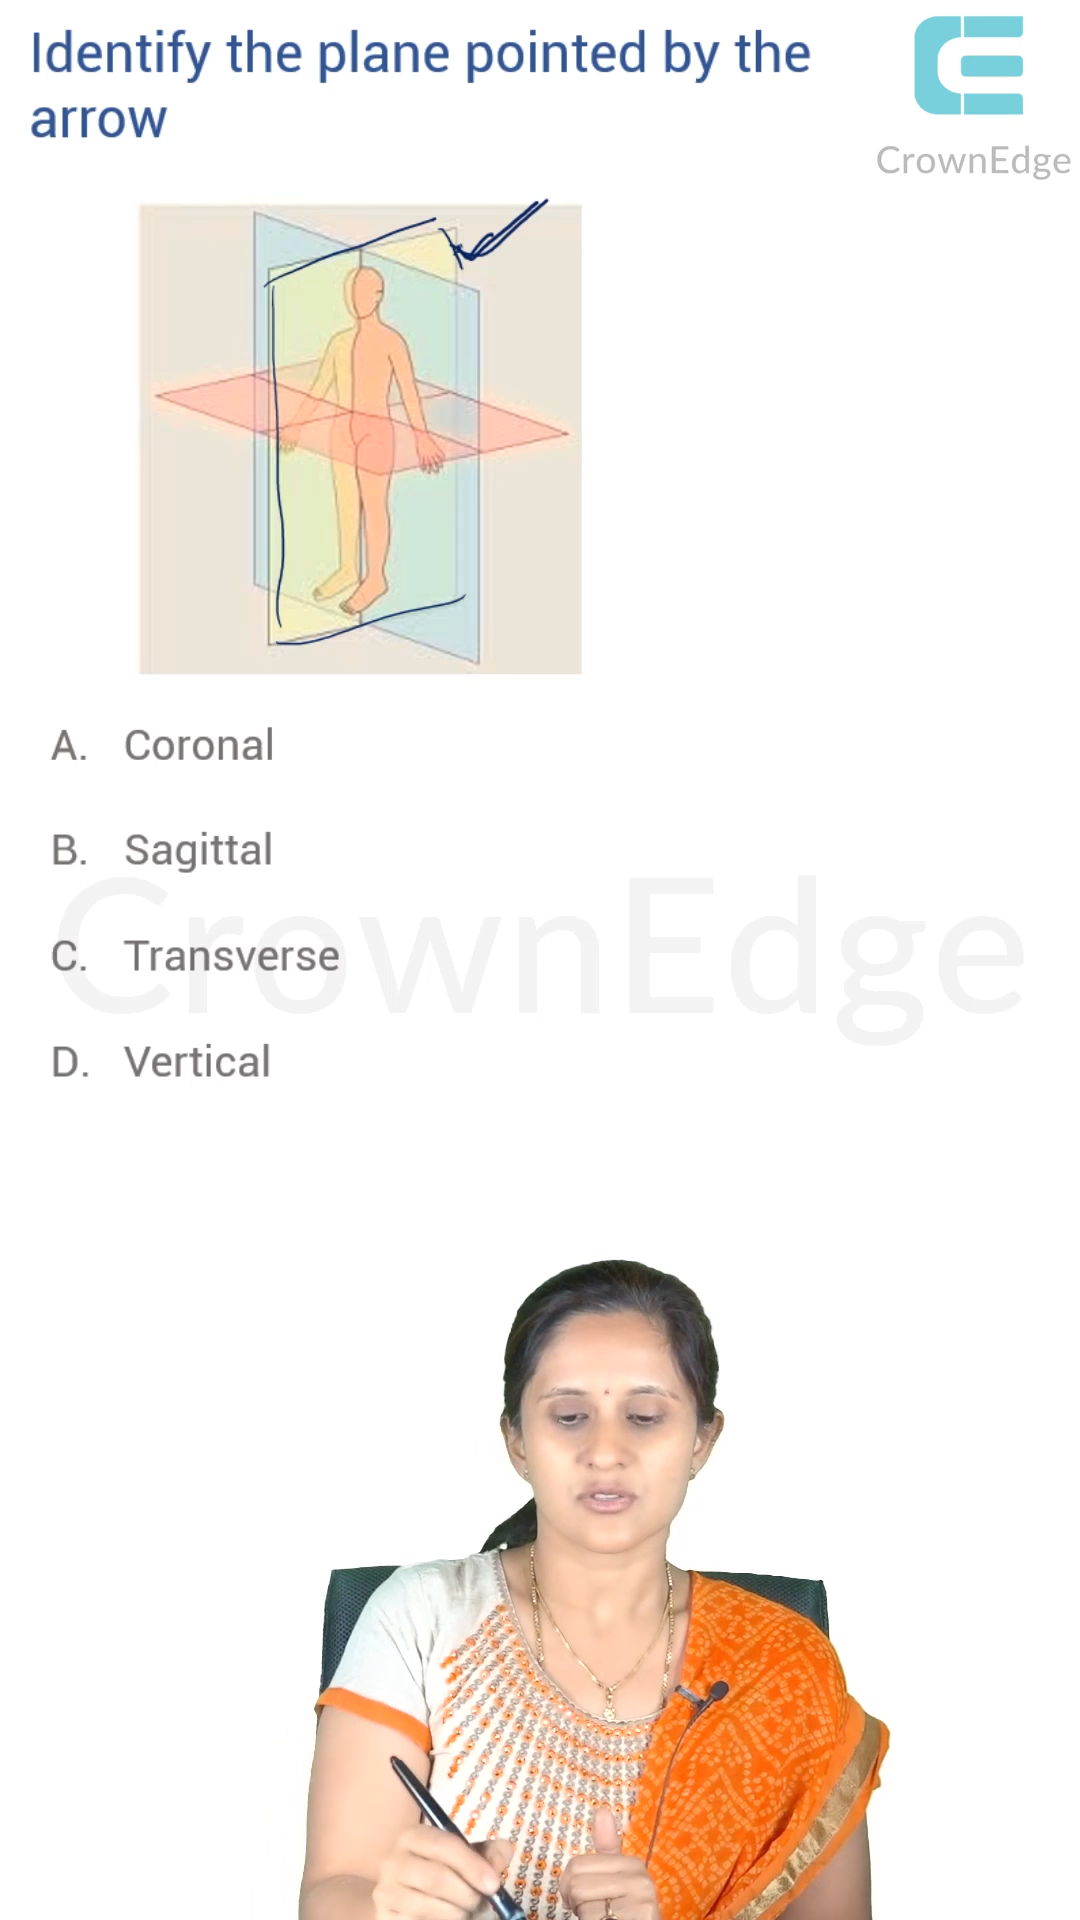 Identify the plane pointed by the
arrow
CrownEdge
A. Coronal
B. Sagittal
C. Transverse
D. Vertical
CrownEdge